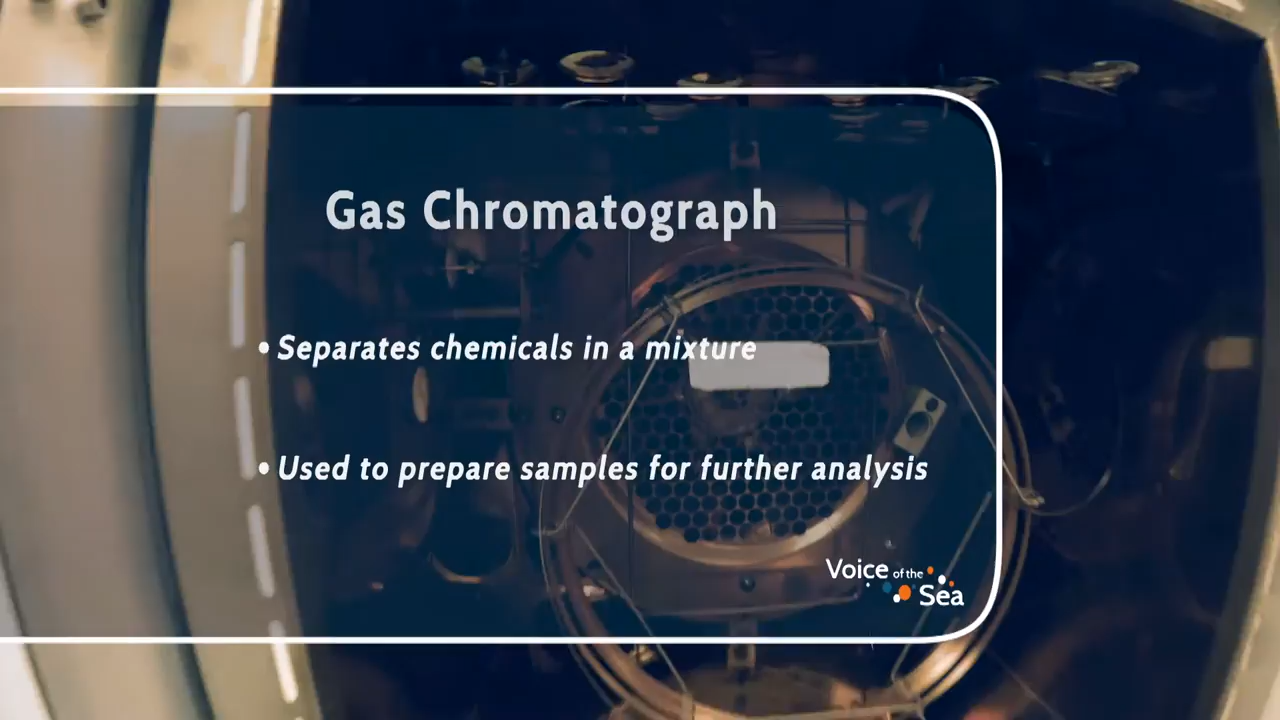 Gas Chromatograph
• Separates chemicals in a mixture
• Used to prepare samples for further analysis
Voice of the
Sea